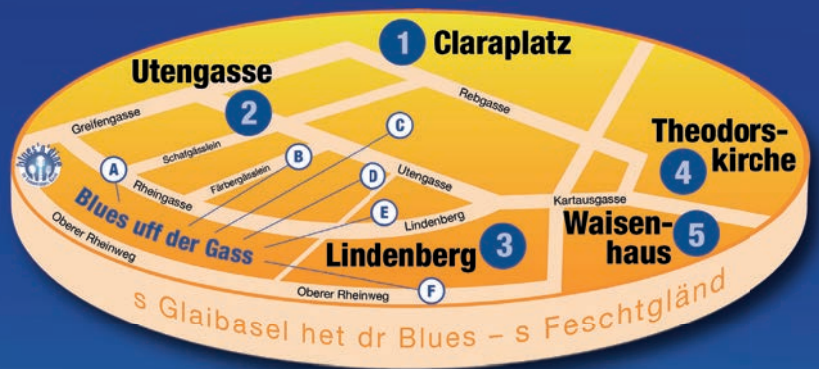 1 Claraplatz
Utengasse
2
Greifengasse
Rebgasse
C
Theodors-
kirche
4
Schafgässlein
B
A
Färbergässlein
Rheingasse
D
Utengasse
E
Kartausgasse
Blues uff der Gass
Lindenberg
Waisen-
haus
5
Oberer Rheinweg
Lindenberg 3
F
Oberer Rheinweg
s Glaibasel het dr Blues – s Feschtgländ